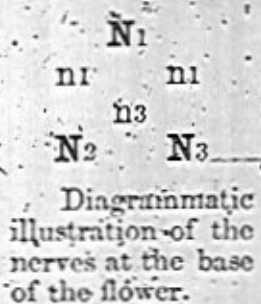 N1
n1 n1
n3
N2 N3
Diagrammatic
illustration of the
nerves at the base
of the flower.